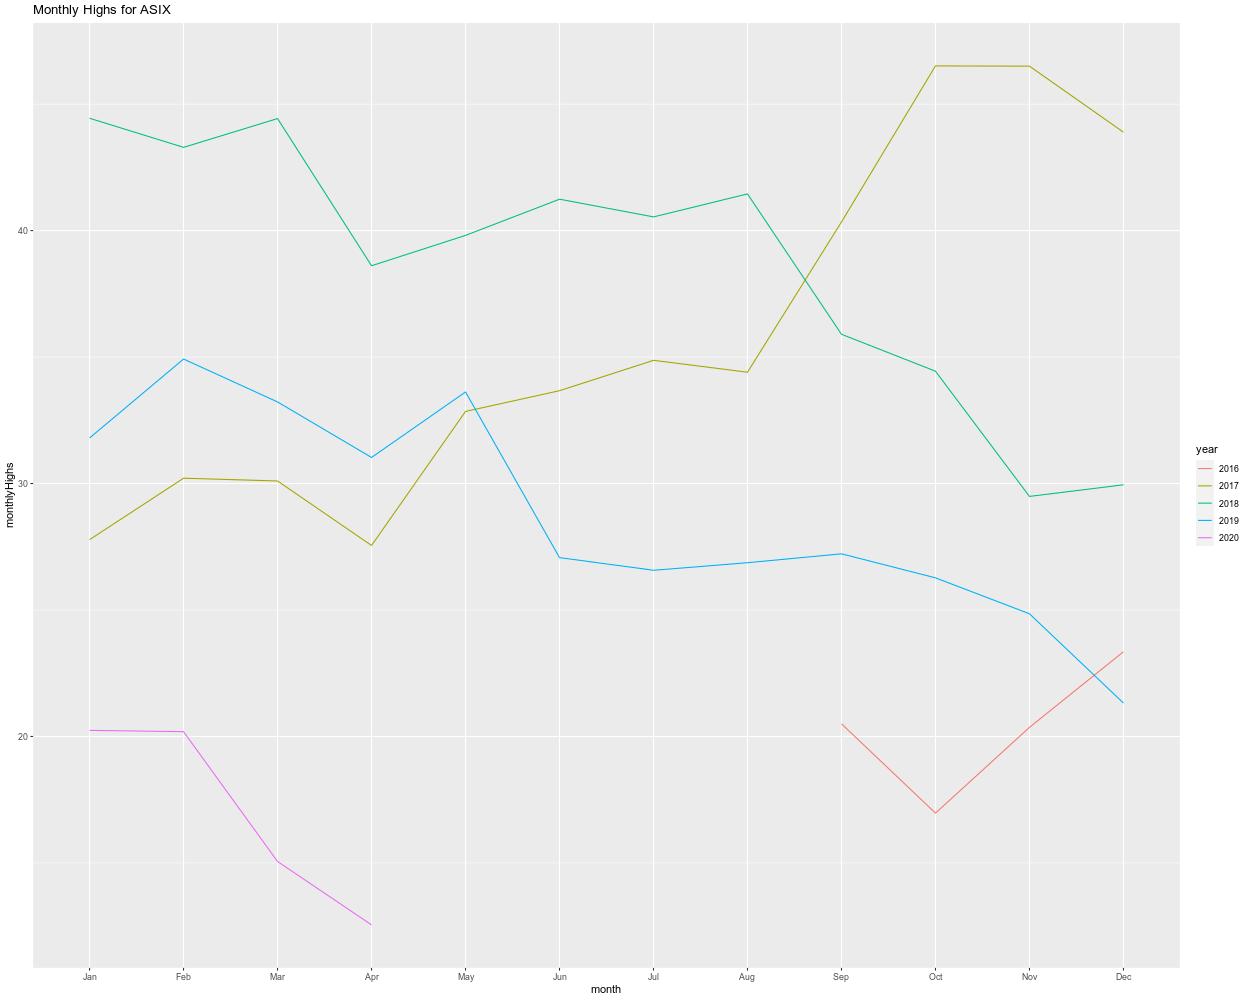 Monthly Highs for ASIX
monthlyHighs
40
30
20
Jan Feb Mar Apr May Jun Jul Aug Sep Oct Nov Dec
month
year
2016
2017
2018
2019
2020